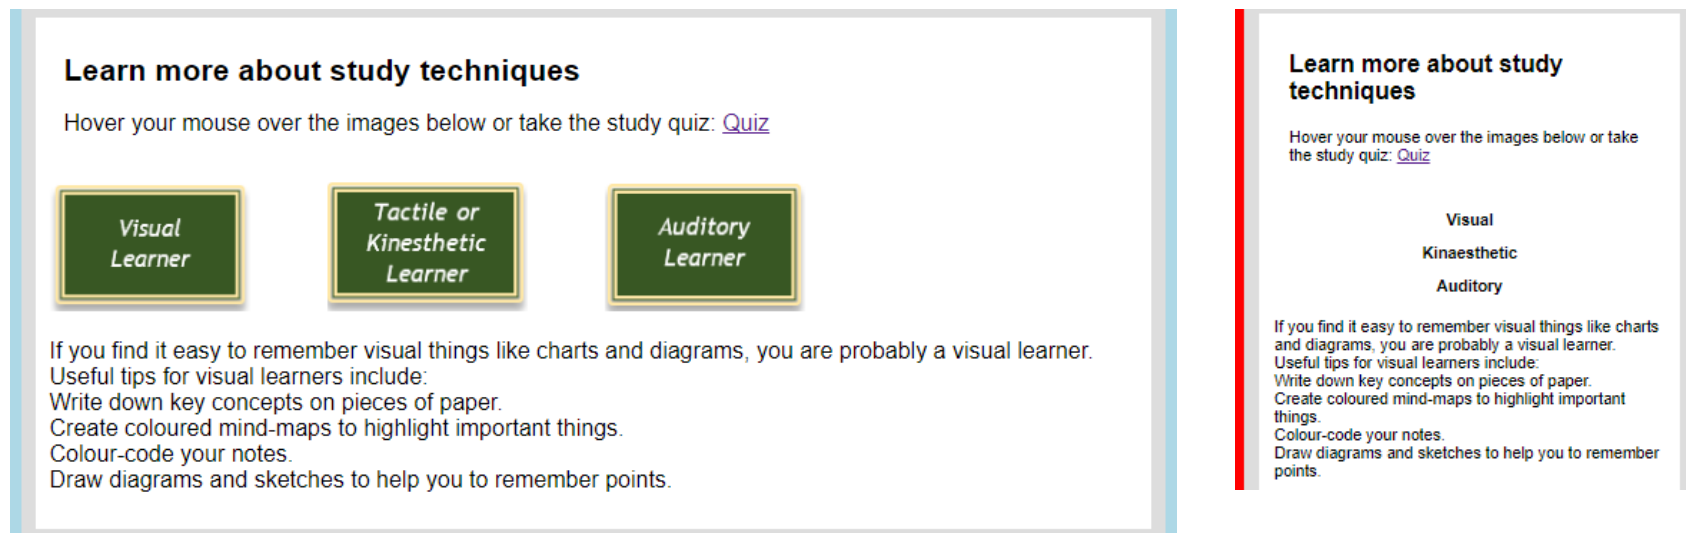 Learn more about study techniques
Hover your mouse over the images below or take the study quiz: Quiz
Visual
Learner
Tactile or
Kinesthetic
Learner
Auditory
Learner
If you find it easy to remember visual things like charts and diagrams, you are probably a visual learner.
Useful tips for visual learners include:
Write down key concepts on pieces of paper.
Create coloured mind-maps to highlight important things.
Colour-code your notes.
Draw diagrams and sketches to help you to remember points.
Learn more about study
techniques
Hover your mouse over the images below or take
the study quiz: Quiz
Visual
Kinaesthetic
Auditory
If you find it easy to remember visual things like charts
and diagrams, you are probably a visual learner.
Useful tips for visual learners include:
Write down key concepts on pieces of paper.
Create coloured mind-maps to highlight important
things.
Colour-code your notes.
Draw diagrams and sketches to help you to remember
points.